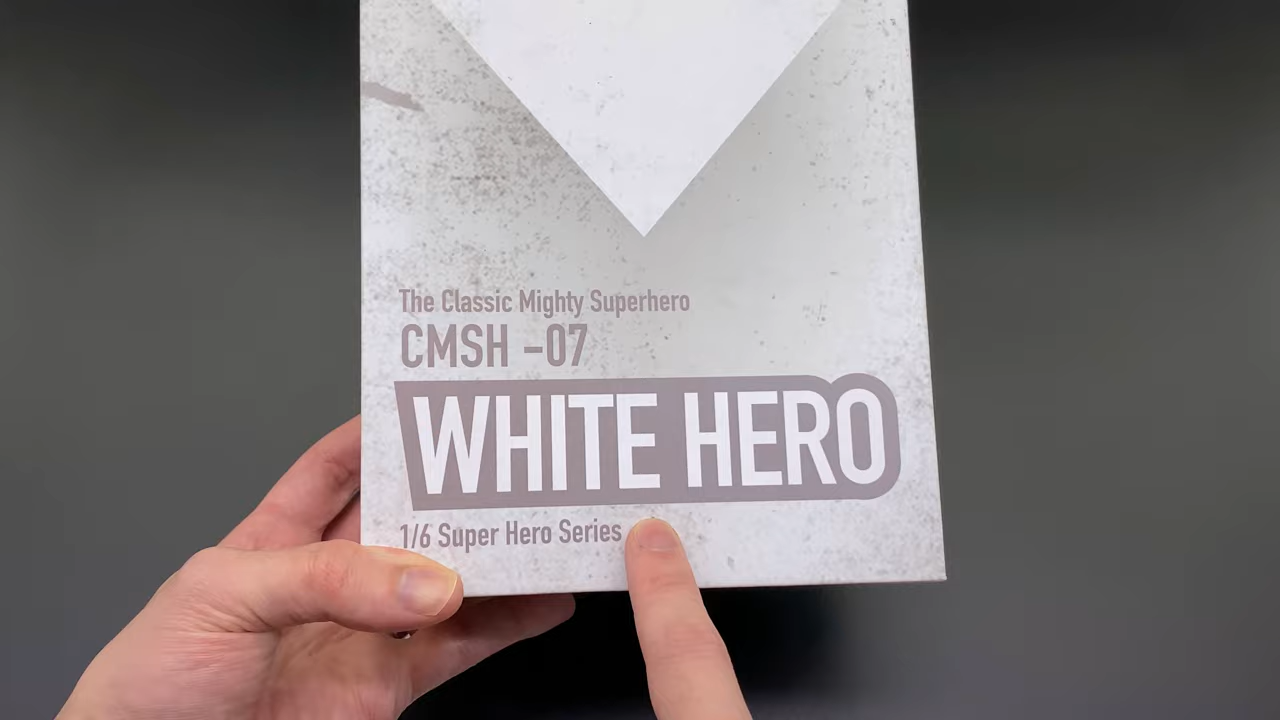 The Classic Mighty Superhero
CMSH -07
WHITE HERO
1/6 Super Hero Series